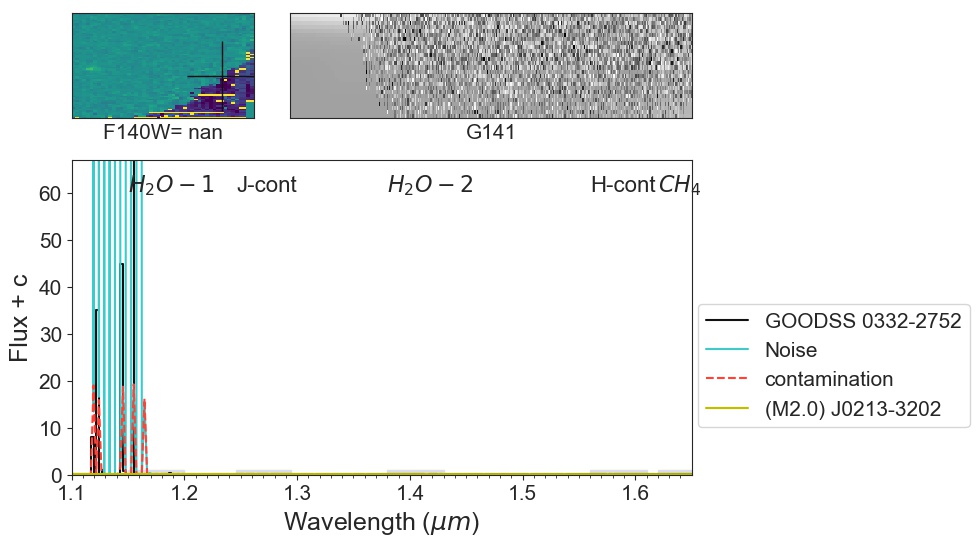 F140W= nan
G141
H₂O − 1
J-cont
H₂O − 2
H-cont
CH₄
60
50
40
30
20
10
0
Flux + c
1.1
1.2
1.3
1.4
1.5
1.6
Wavelength (μm)
GOODSS 0332-2752
Noise
contamination
(M2.0) J0213-3202